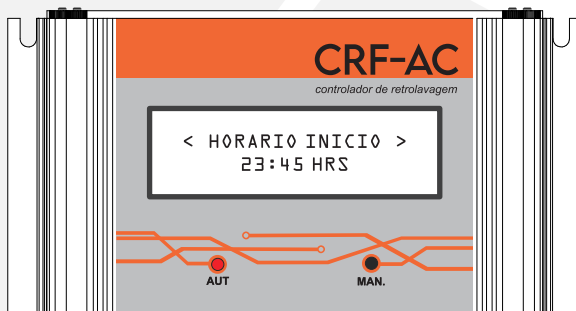 CRF-AC
controlador de retrolavagem
< HORARIO INICIO >
23:45 HRS
AUT
MAN.